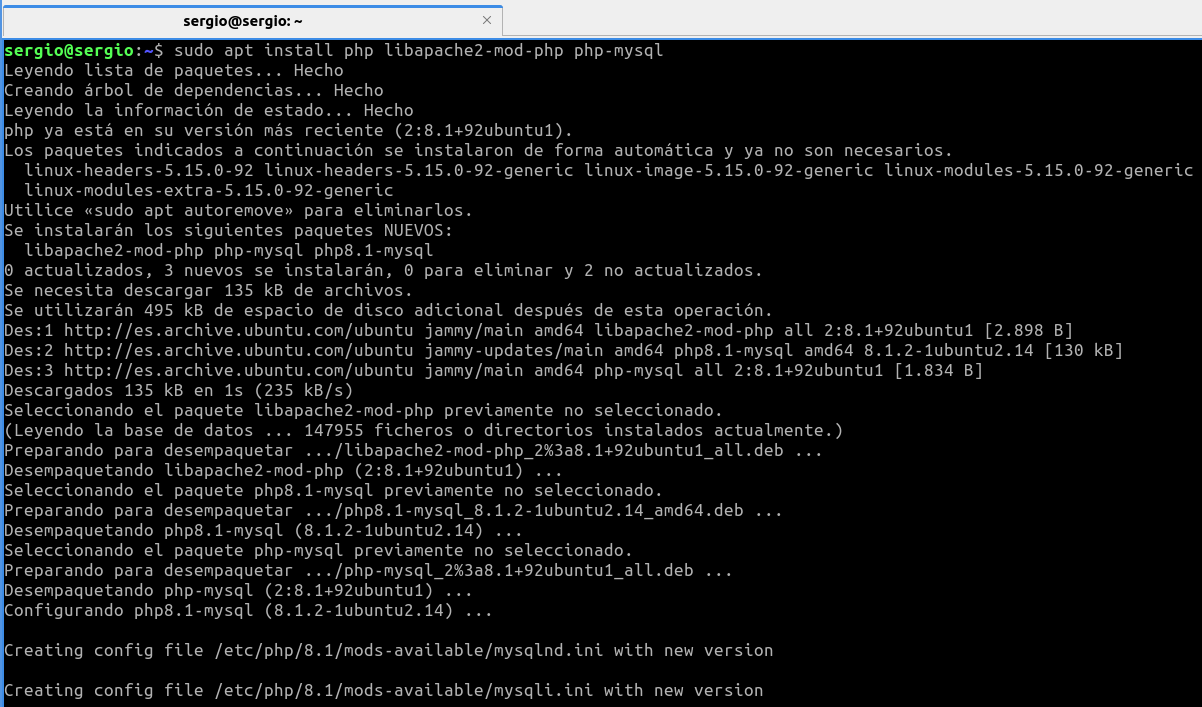 sergio@sergio: ~
sergio@sergio:~$ sudo apt install php libapache2-mod-php php-mysql
Leyendo lista de paquetes... Hecho
Creando árbol de dependencias... Hecho
Leyendo la información de estado... Hecho
php ya está en su versión más reciente (2:8.1+92ubuntu1).
Los paquetes indicados a continuación se instalaron de forma automática y ya no son necesarios.
  linux-headers-5.15.0-92 linux-headers-5.15.0-92-generic linux-image-5.15.0-92-generic linux-modules-5.15.0-92-generic
  linux-modules-extra-5.15.0-92-generic
Utilice «sudo apt autoremove» para eliminarlos.
Se instalarán los siguientes paquetes NUEVOS:
  libapache2-mod-php php-mysql php8.1-mysql
0 actualizados, 3 nuevos se instalarán, 0 para eliminar y 2 no actualizados.
Se necesita descargar 135 kB de archivos.
Se utilizarán 495 kB de espacio de disco adicional después de esta operación.
Des:1 http://es.archive.ubuntu.com/ubuntu jammy/main amd64 libapache2-mod-php all 2:8.1+92ubuntu1 [2.898 B]
Des:2 http://es.archive.ubuntu.com/ubuntu jammy-updates/main amd64 php8.1-mysql amd64 8.1.2-1ubuntu2.14 [130 kB]
Des:3 http://es.archive.ubuntu.com/ubuntu jammy/main amd64 php-mysql all 2:8.1+92ubuntu1 [1.834 B]
Descargados 135 kB en 1s (235 kB/s)
Seleccionando el paquete libapache2-mod-php previamente no seleccionado.
(Leyendo la base de datos ... 147955 ficheros o directorios instalados actualmente.)
Preparando para desempaquetar .../libapache2-mod-php_2%3a8.1+92ubuntu1_all.deb ...
Desempaquetando libapache2-mod-php (2:8.1+92ubuntu1) ...
Seleccionando el paquete php8.1-mysql previamente no seleccionado.
Preparando para desempaquetar .../php8.1-mysql_8.1.2-1ubuntu2.14_amd64.deb ...
Desempaquetando php8.1-mysql (8.1.2-1ubuntu2.14) ...
Seleccionando el paquete php-mysql previamente no seleccionado.
Preparando para desempaquetar .../php-mysql_2%3a8.1+92ubuntu1_all.deb ...
Desempaquetando php-mysql (2:8.1+92ubuntu1) ...
Configurando php8.1-mysql (8.1.2-1ubuntu2.14) ...
Creating config file /etc/php/8.1/mods-available/mysqlnd.ini with new version
Creating config file /etc/php/8.1/mods-available/mysqli.ini with new version